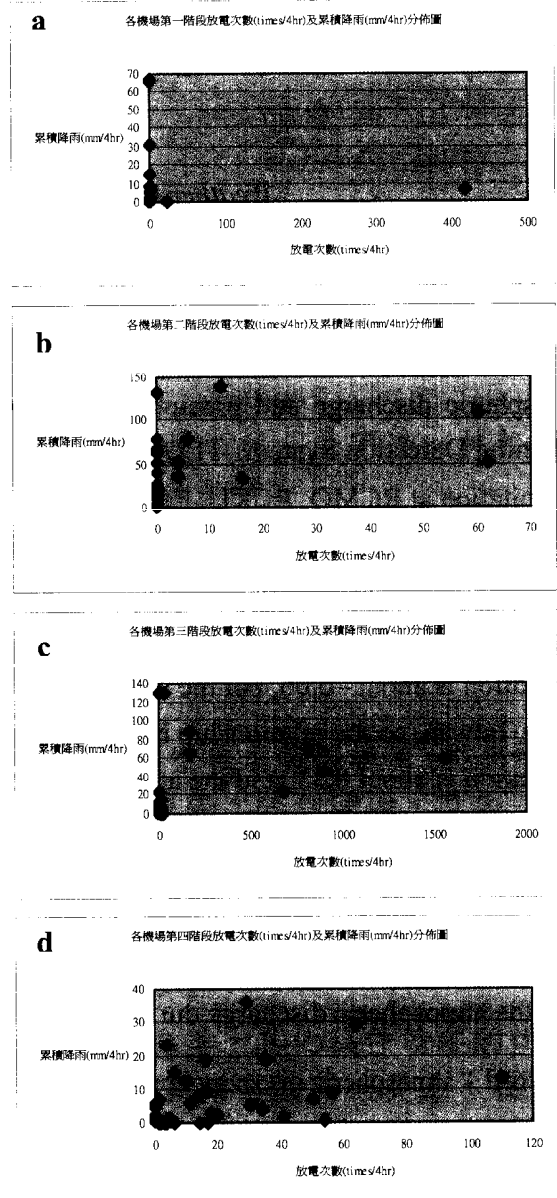 a
各機場第一階段放電次數(times/4hr)及累積降雨(mm/4hr)分佈圖
70
60
50
40
30
20
10
0
累積降雨(mm/4hr)
0 100 200 300 400 500
放電次數(times/4hr)
b
各機場第二階段放電次數(times/4hr)及累積降雨(mm/4hr)分佈圖
150
100
50
0
累積降雨(mm/4hr)
0 10 20 30 40 50 60 70
放電次數(times/4hr)
c
各機場第三階段放電次數(times/4hr)及累積降雨(mm/4hr)分佈圖
140
120
100
80
60
40
20
0
累積降雨(mm/4hr)
0 500 1000 1500 2000
放電次數(times/4hr)
d
各機場第四階段放電次數(times/4hr)及累積降雨(mm/4hr)分佈圖
40
30
20
10
0
累積降雨(mm/4hr)
0 20 40 60 80 100 120
放電次數(times/4hr)